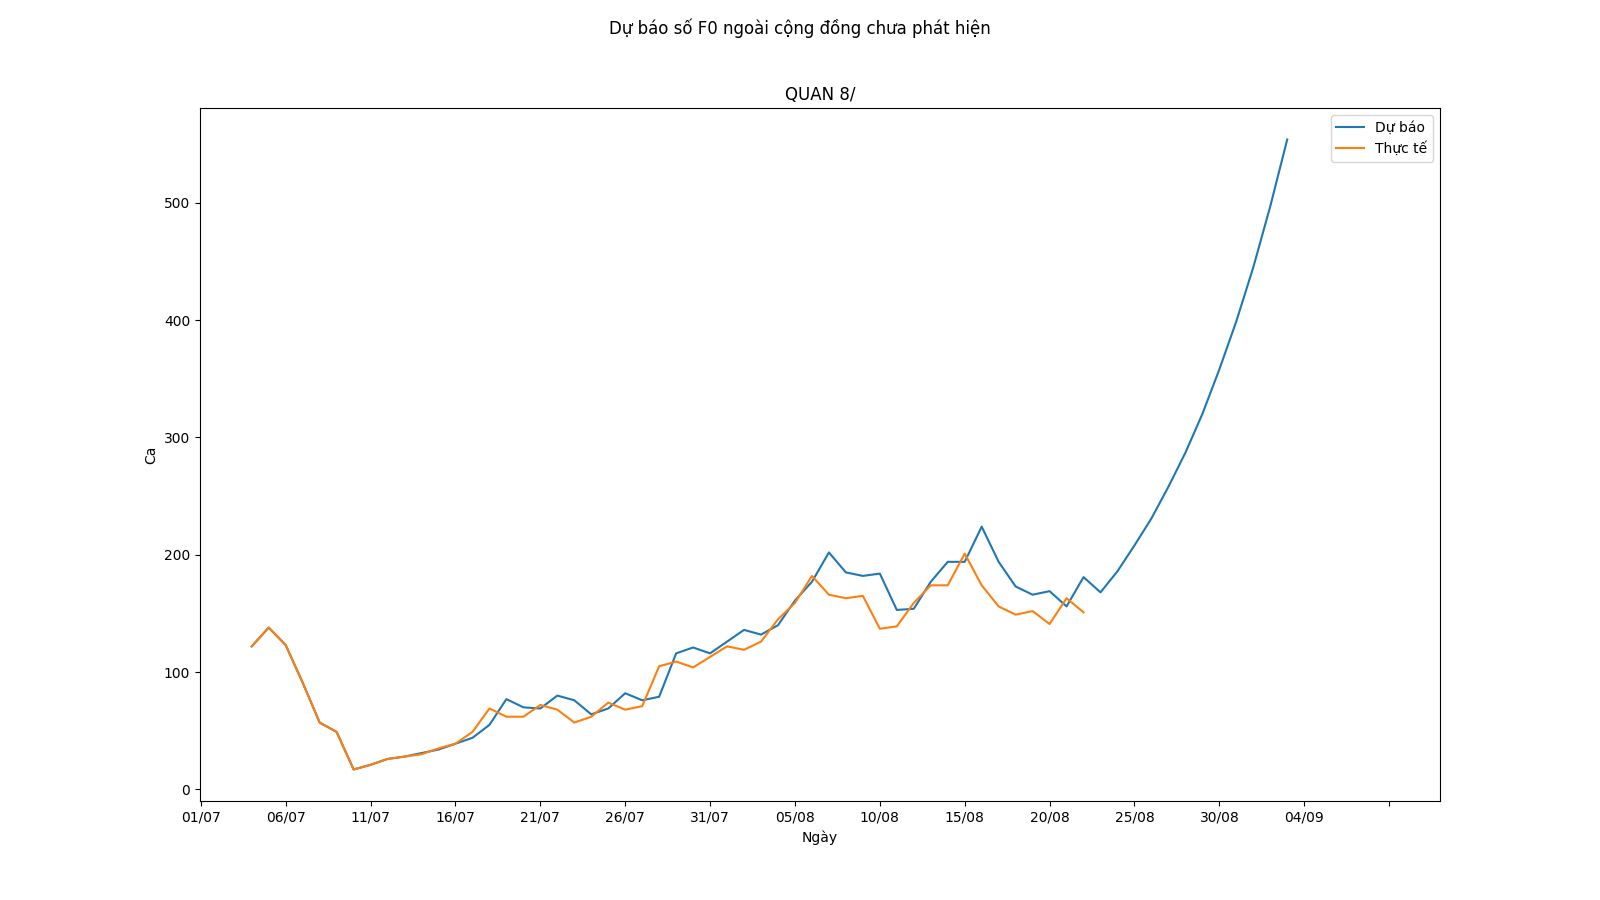 Dự báo số F0 ngoài cộng đồng chưa phát hiện
QUAN 8/
Dự báo
Thực tế
500
400
300
200
100
0
Ca
01/07 06/07 11/07 16/07 21/07 26/07 31/07 05/08 10/08 15/08 20/08 25/08 30/08 04/09
Ngày